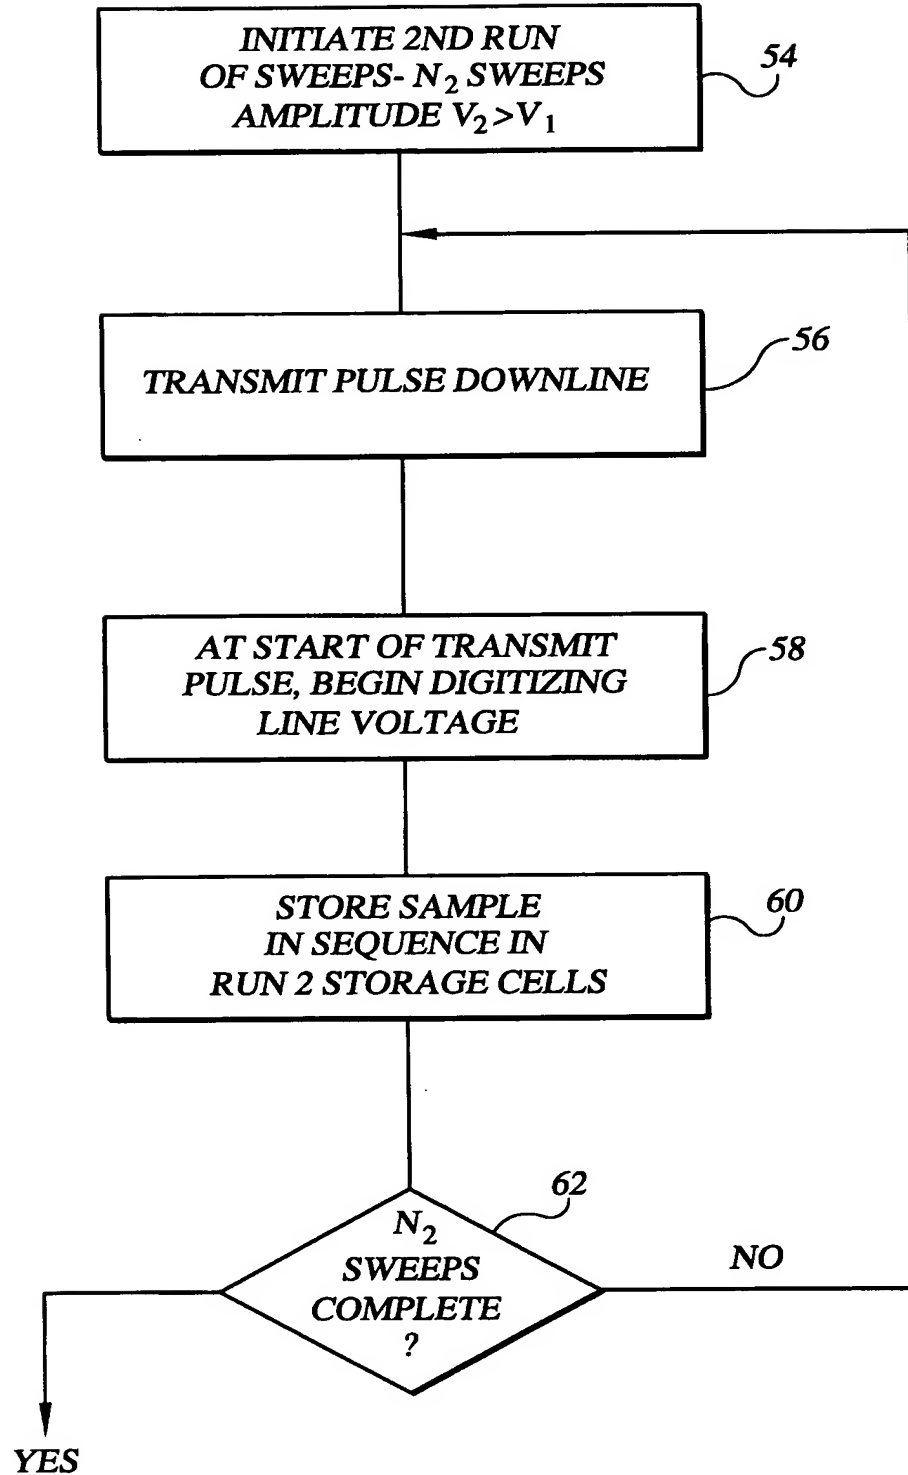 INITIATE 2ND RUN
OF SWEEPS- N₂ SWEEPS
AMPLITUDE V₂>V₁
54
TRANSMIT PULSE DOWNLINE
56
AT START OF TRANSMIT
PULSE, BEGIN DIGITIZING
LINE VOLTAGE
58
STORE SAMPLE
IN SEQUENCE IN
RUN 2 STORAGE CELLS
60
N₂
SWEEPS
COMPLETE
?
62
NO
YES